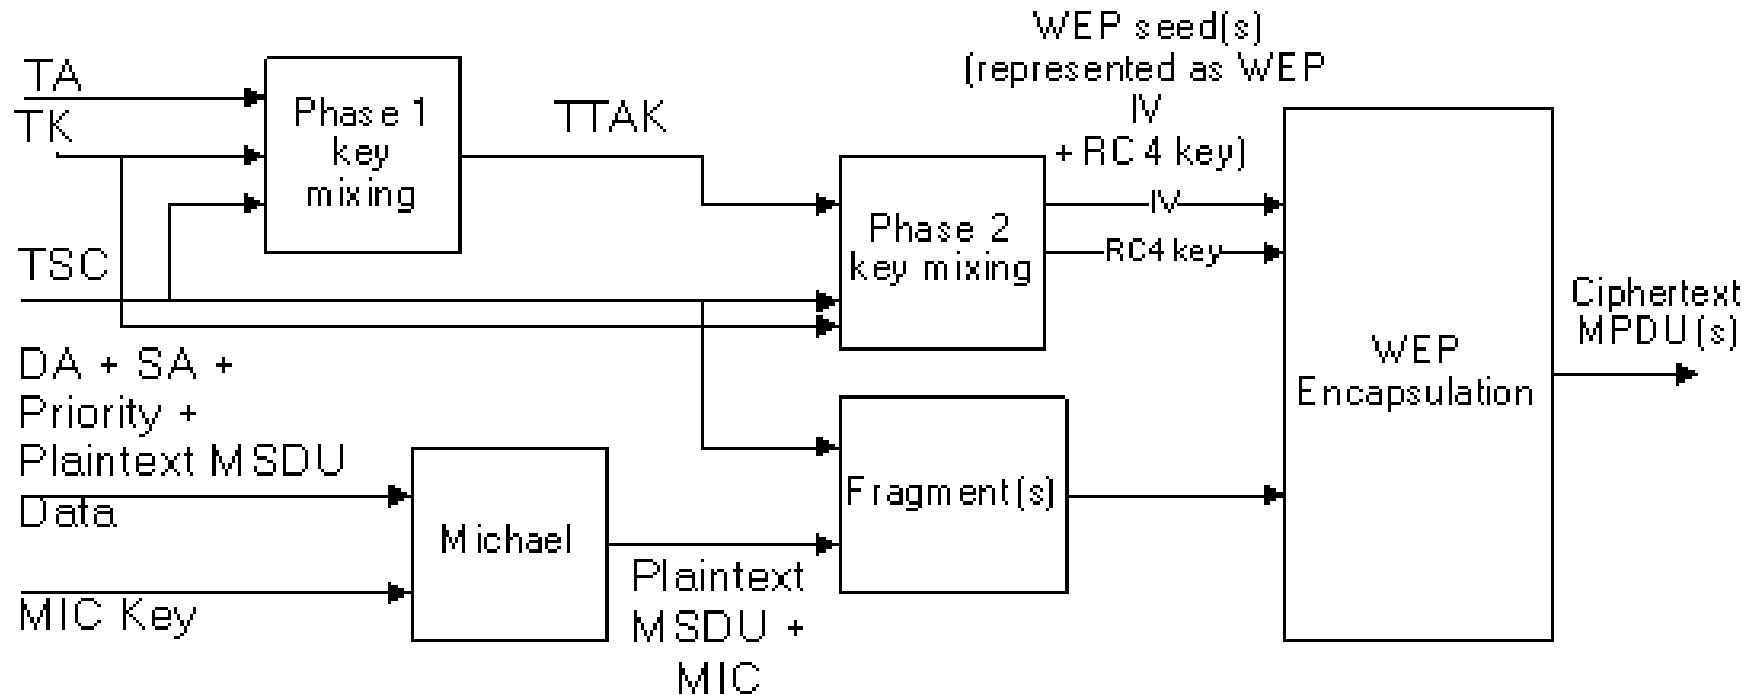 WEP seed(s)
(represented as WEP
IV
+ RC4 key)
TA
TK
Phase 1
key
mixing
TTAK
Phase 2
key mixing
IV
RC4 key
TSC
Ciphertext
MPDU(s)
WEP
Encapsulation
DA + SA +
Priority +
Plaintext MSDU
Data
Michael
Fragment(s)
MIC Key
Plaintext
MSDU +
MIC